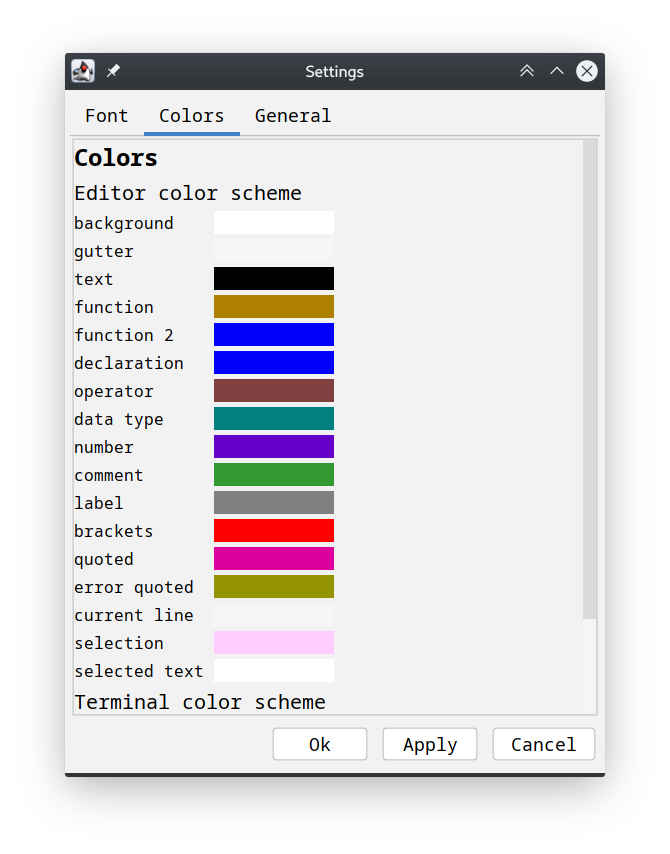 Settings
Font Colors General
Colors
Editor color scheme
background
gutter
text
function
function 2
declaration
operator
data type
number
comment
label
brackets
quoted
error quoted
current line
selection
selected text
Terminal color scheme
Ok Apply Cancel